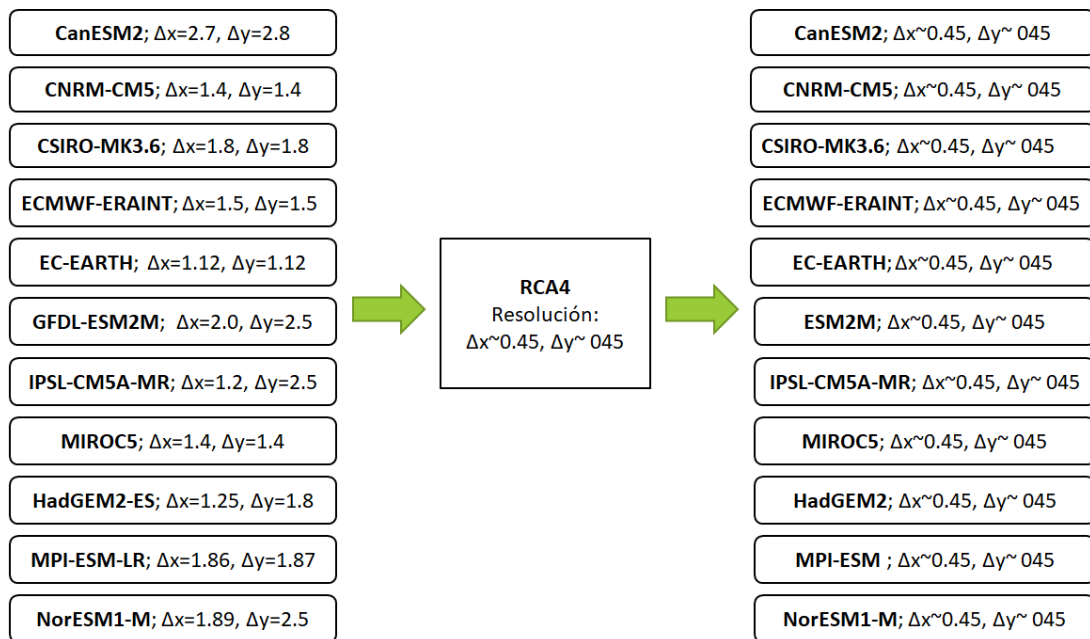 CanESM2; Δx=2.7, Δy=2.8
CNRM-CM5; Δx=1.4, Δy=1.4
CSIRO-MK3.6; Δx=1.8, Δy=1.8
ECMWF-ERAINT; Δx=1.5, Δy=1.5
EC-EARTH; Δx=1.12, Δy=1.12
GFDL-ESM2M; Δx=2.0, Δy=2.5
IPSL-CM5A-MR; Δx=1.2, Δy=2.5
MIROC5; Δx=1.4, Δy=1.4
HadGEM2-ES; Δx=1.25, Δy=1.8
MPI-ESM-LR; Δx=1.86, Δy=1.87
NorESM1-M; Δx=1.89, Δy=2.5
RCA4
Resolución:
Δx~0.45, Δy~ 045
CanESM2; Δx~0.45, Δy~ 045
CNRM-CM5; Δx~0.45, Δy~ 045
CSIRO-MK3.6; Δx~0.45, Δy~ 045
ECMWF-ERAINT; Δx~0.45, Δy~ 045
EC-EARTH; Δx~0.45, Δy~ 045
ESM2M; Δx~0.45, Δy~ 045
IPSL-CM5A-MR; Δx~0.45, Δy~ 045
MIROC5; Δx~0.45, Δy~ 045
HadGEM2; Δx~0.45, Δy~ 045
MPI-ESM ; Δx~0.45, Δy~ 045
NorESM1-M; Δx~0.45, Δy~ 045